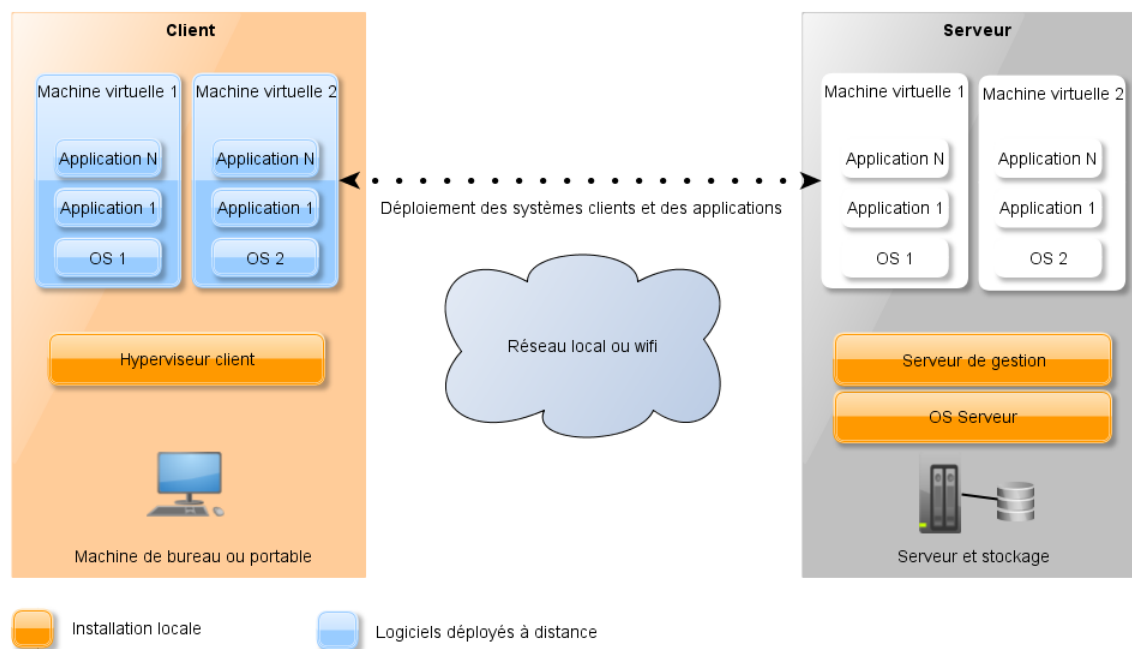 Client
Machine virtuelle 1
Machine virtuelle 2
Application N
Application N
Application 1
Application 1
OS 1
OS 2
Hyperviseur client
Machine de bureau ou portable
Déploiement des systèmes clients et des applications
Réseau local ou wifi
Serveur
Machine virtuelle 1
Machine virtuelle 2
Application N
Application N
Application 1
Application 1
OS 1
OS 2
Serveur de gestion
OS Serveur
Serveur et stockage
Installation locale
Logiciels déployés à distance